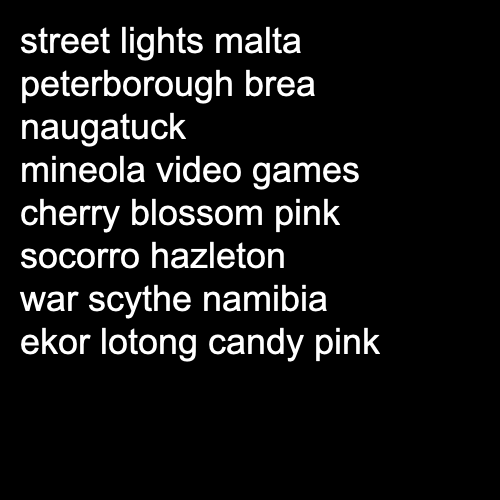 street lights malta
peterborough brea
naugatuck
mineola video games
cherry blossom pink
socorro hazleton
war scythe namibia
ekor lotong candy pink